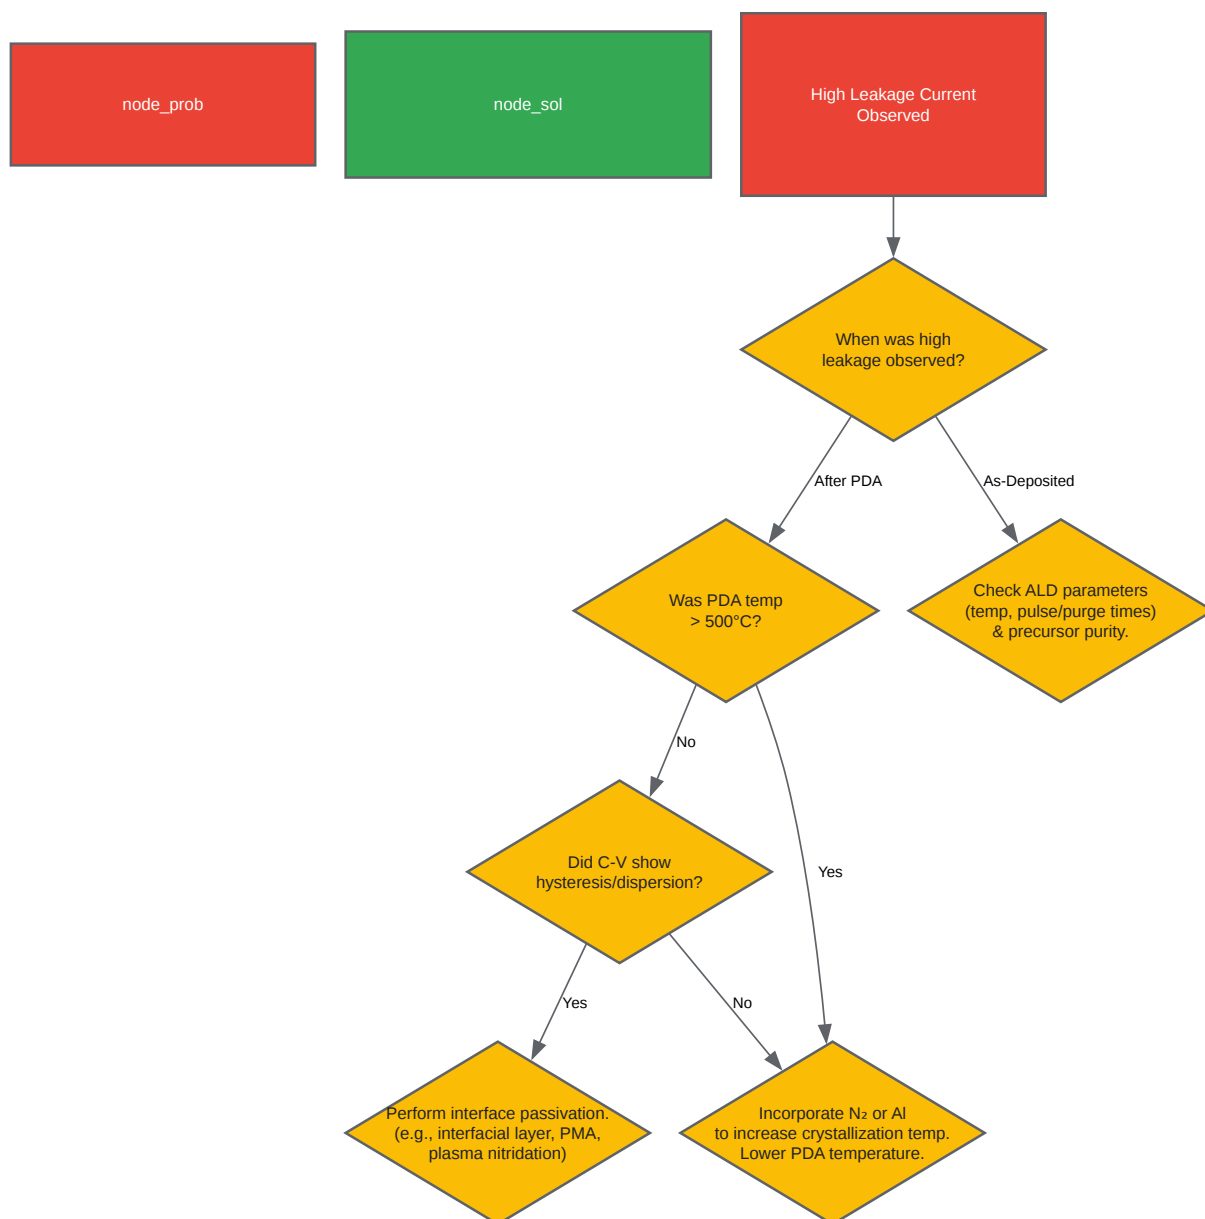 node_prob
node_sol
High Leakage Current
Observed
When was high
leakage observed?
After PDA
As-Deposited
Was PDA temp
> 500°C?
Check ALD parameters
(temp, pulse/purge times)
& precursor purity.
No
Yes
Did C-V show
hysteresis/dispersion?
Yes
No
Perform interface passivation.
(e.g., interfacial layer, PMA,
plasma nitridation)
Incorporate N₂ or Al
to increase crystallization temp.
Lower PDA temperature.